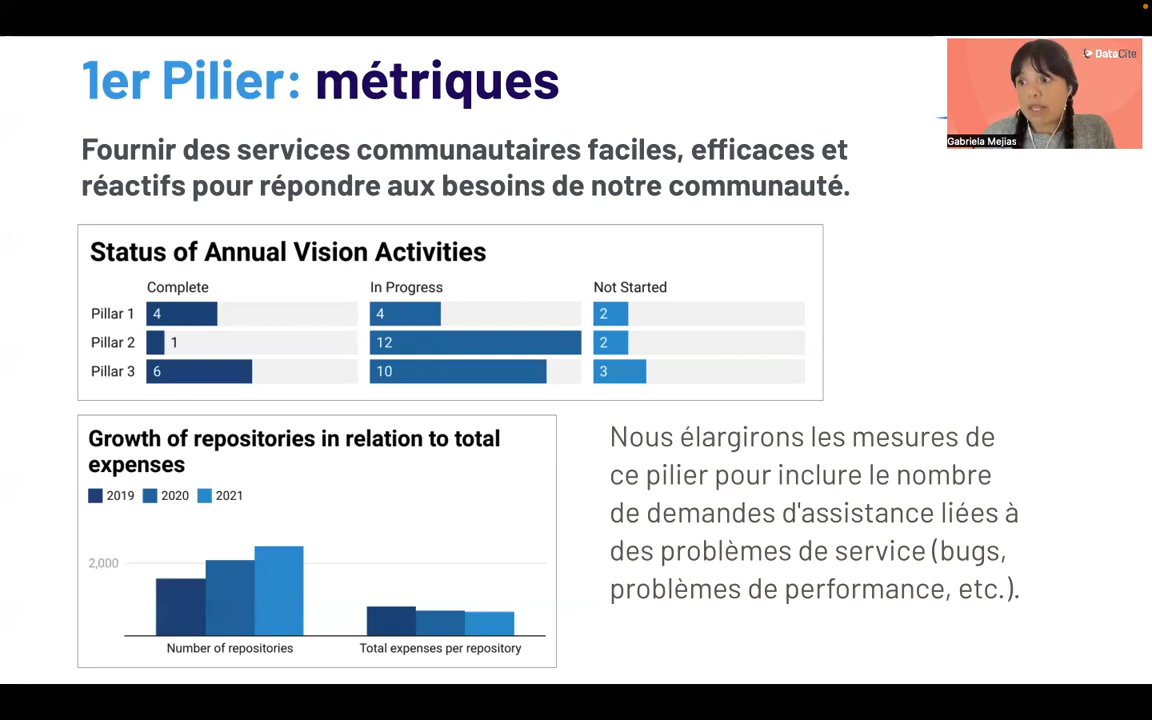 1er Pilier: métriques
DataCite
Gabriela Mejias
Fournir des services communautaires faciles, efficaces et
réactifs pour répondre aux besoins de notre communauté.
Status of Annual Vision Activities
Complete In Progress Not Started
Pillar 1 4 4 2
Pillar 2 1 12 2
Pillar 3 6 10 3
Growth of repositories in relation to total
expenses
2019 2020 2021
2,000
Number of repositories Total expenses per repository
Nous élargirons les mesures de
ce pilier pour inclure le nombre
de demandes d'assistance liées à
des problèmes de service (bugs,
problèmes de performance, etc.).